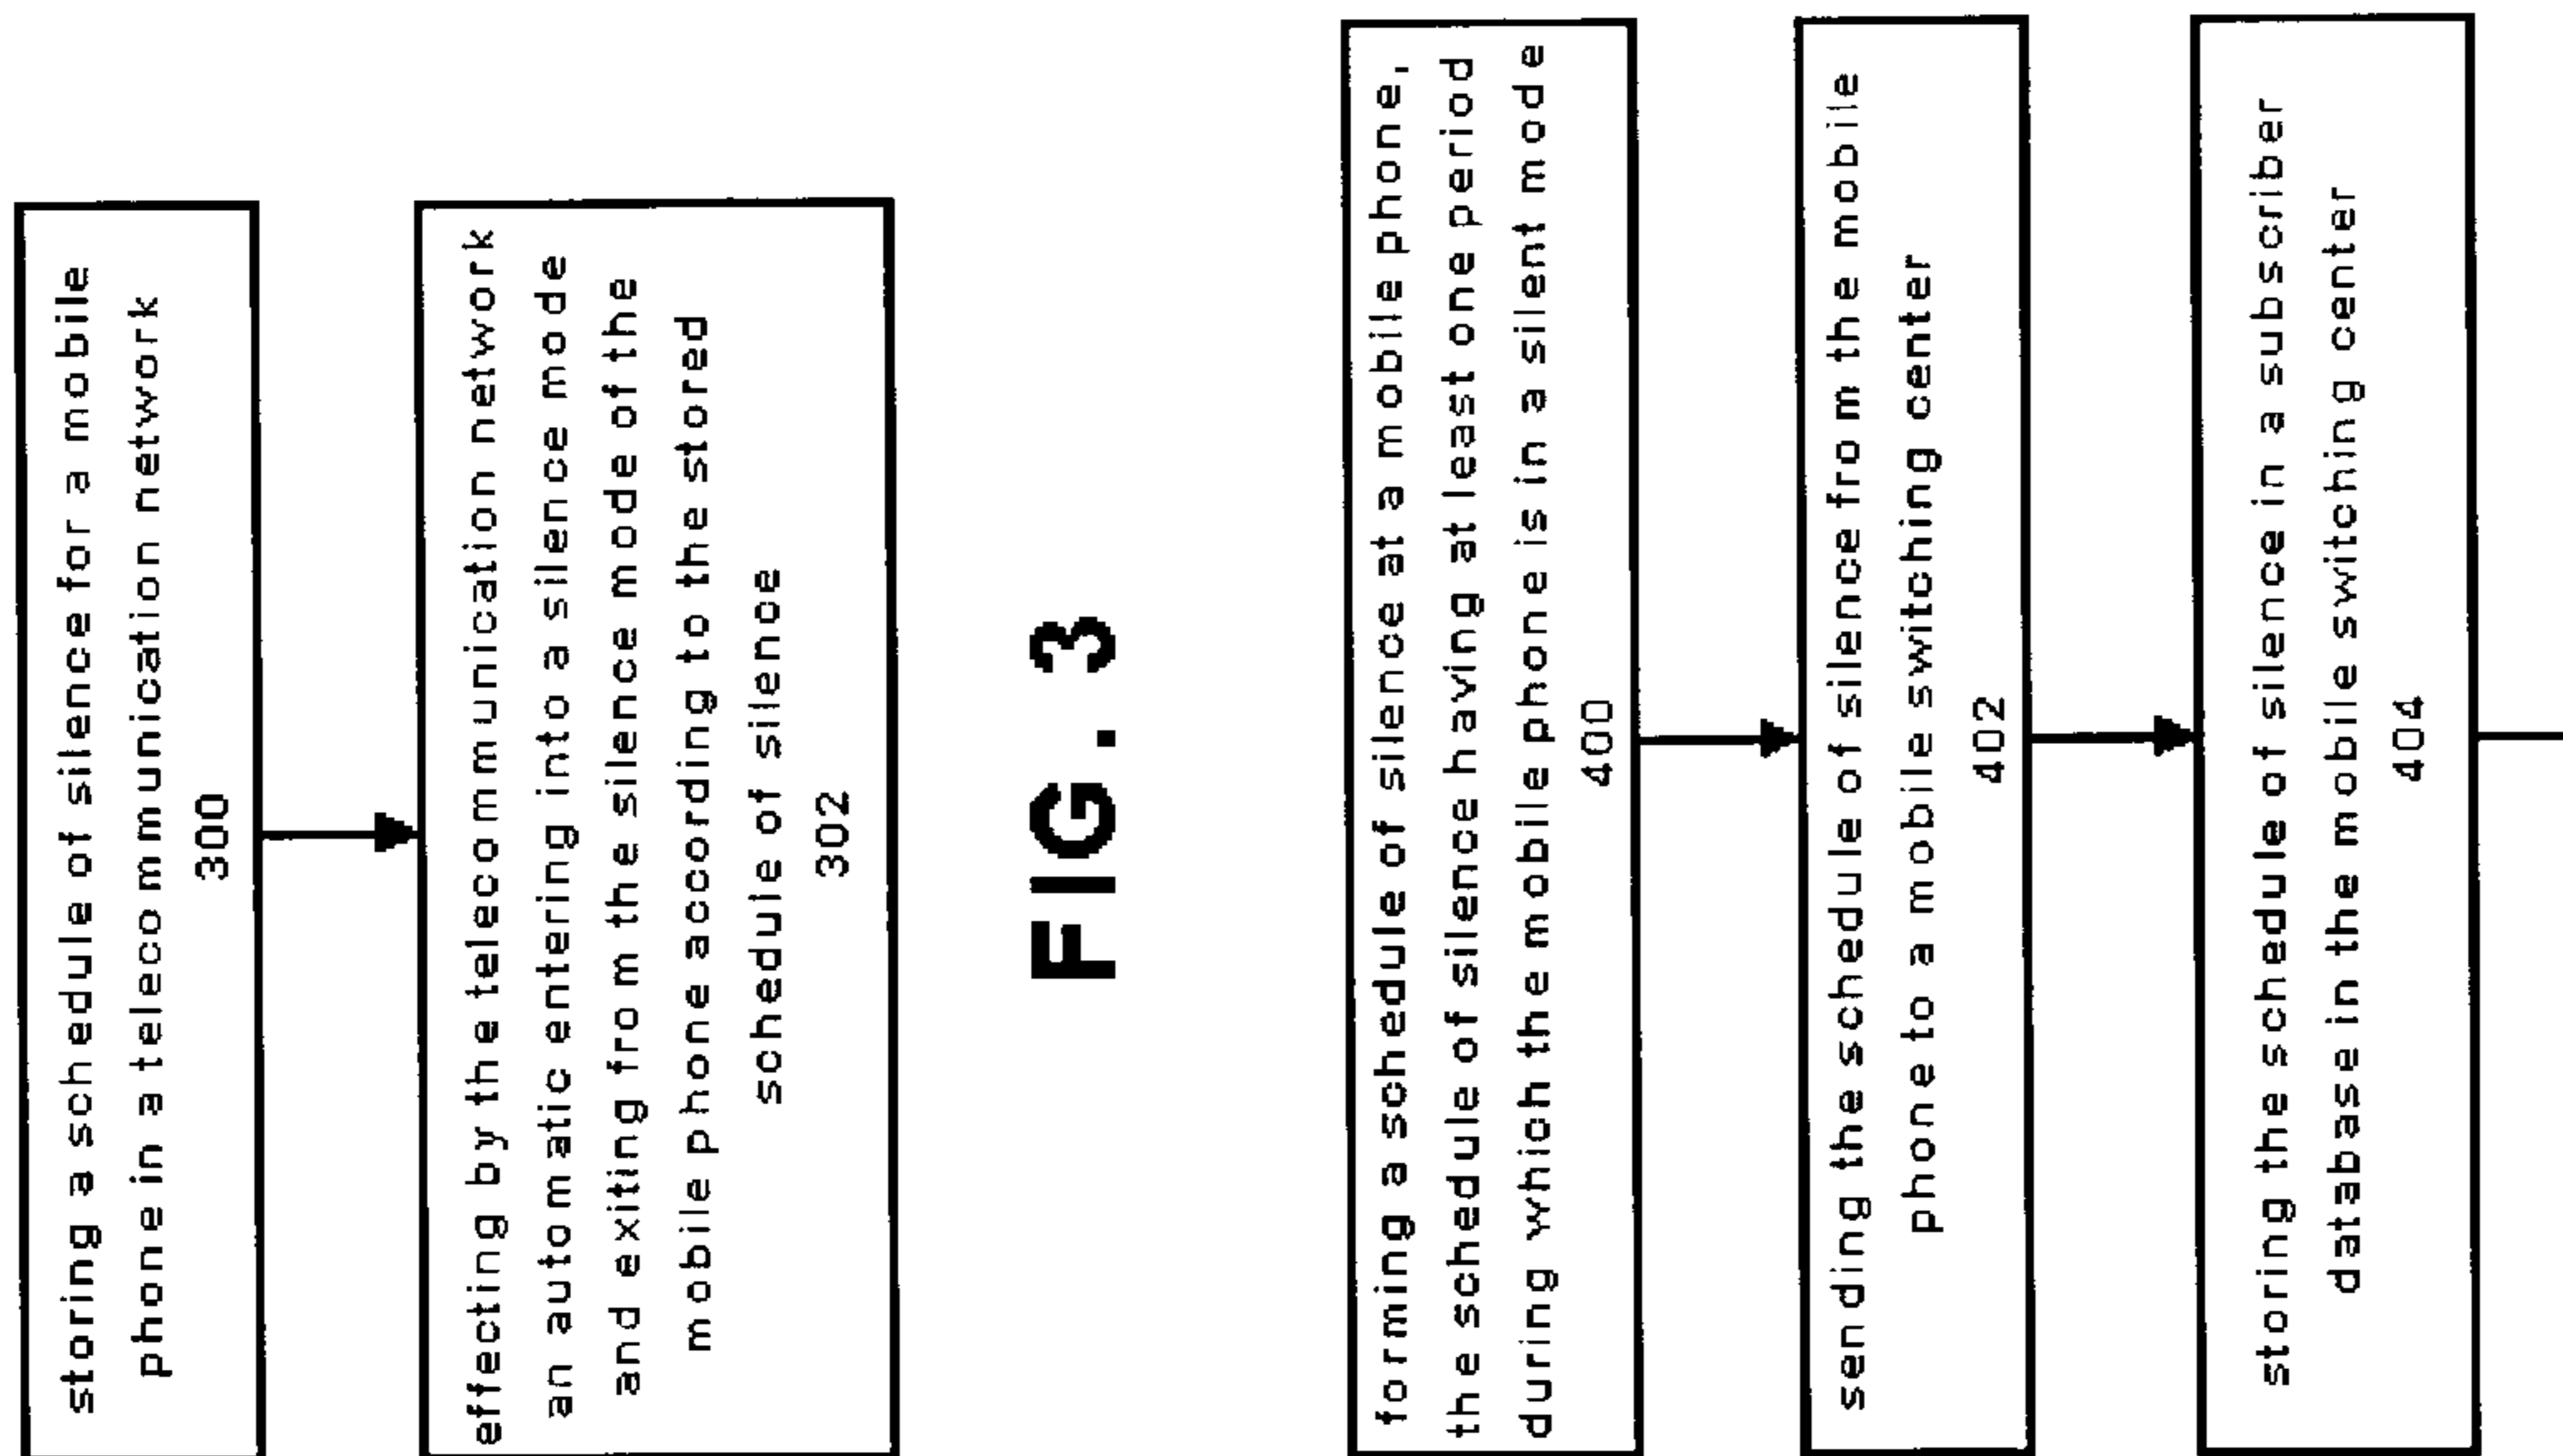 storing a schedule of silence for a mobile
phone in a telecommunication network
300
effecting by the telecommunication network
an automatic entering into a silence mode
and exiting from the silence mode of the
mobile phone according to the stored
schedule of silence
302
FIG. 3
forming a schedule of silence at a mobile phone,
the schedule of silence having at least one period
during which the mobile phone is in a silent mode
400
sending the schedule of silence from the mobile
phone to a mobile switching center
402
storing the schedule of silence in a subscriber
database in the mobile switching center
404